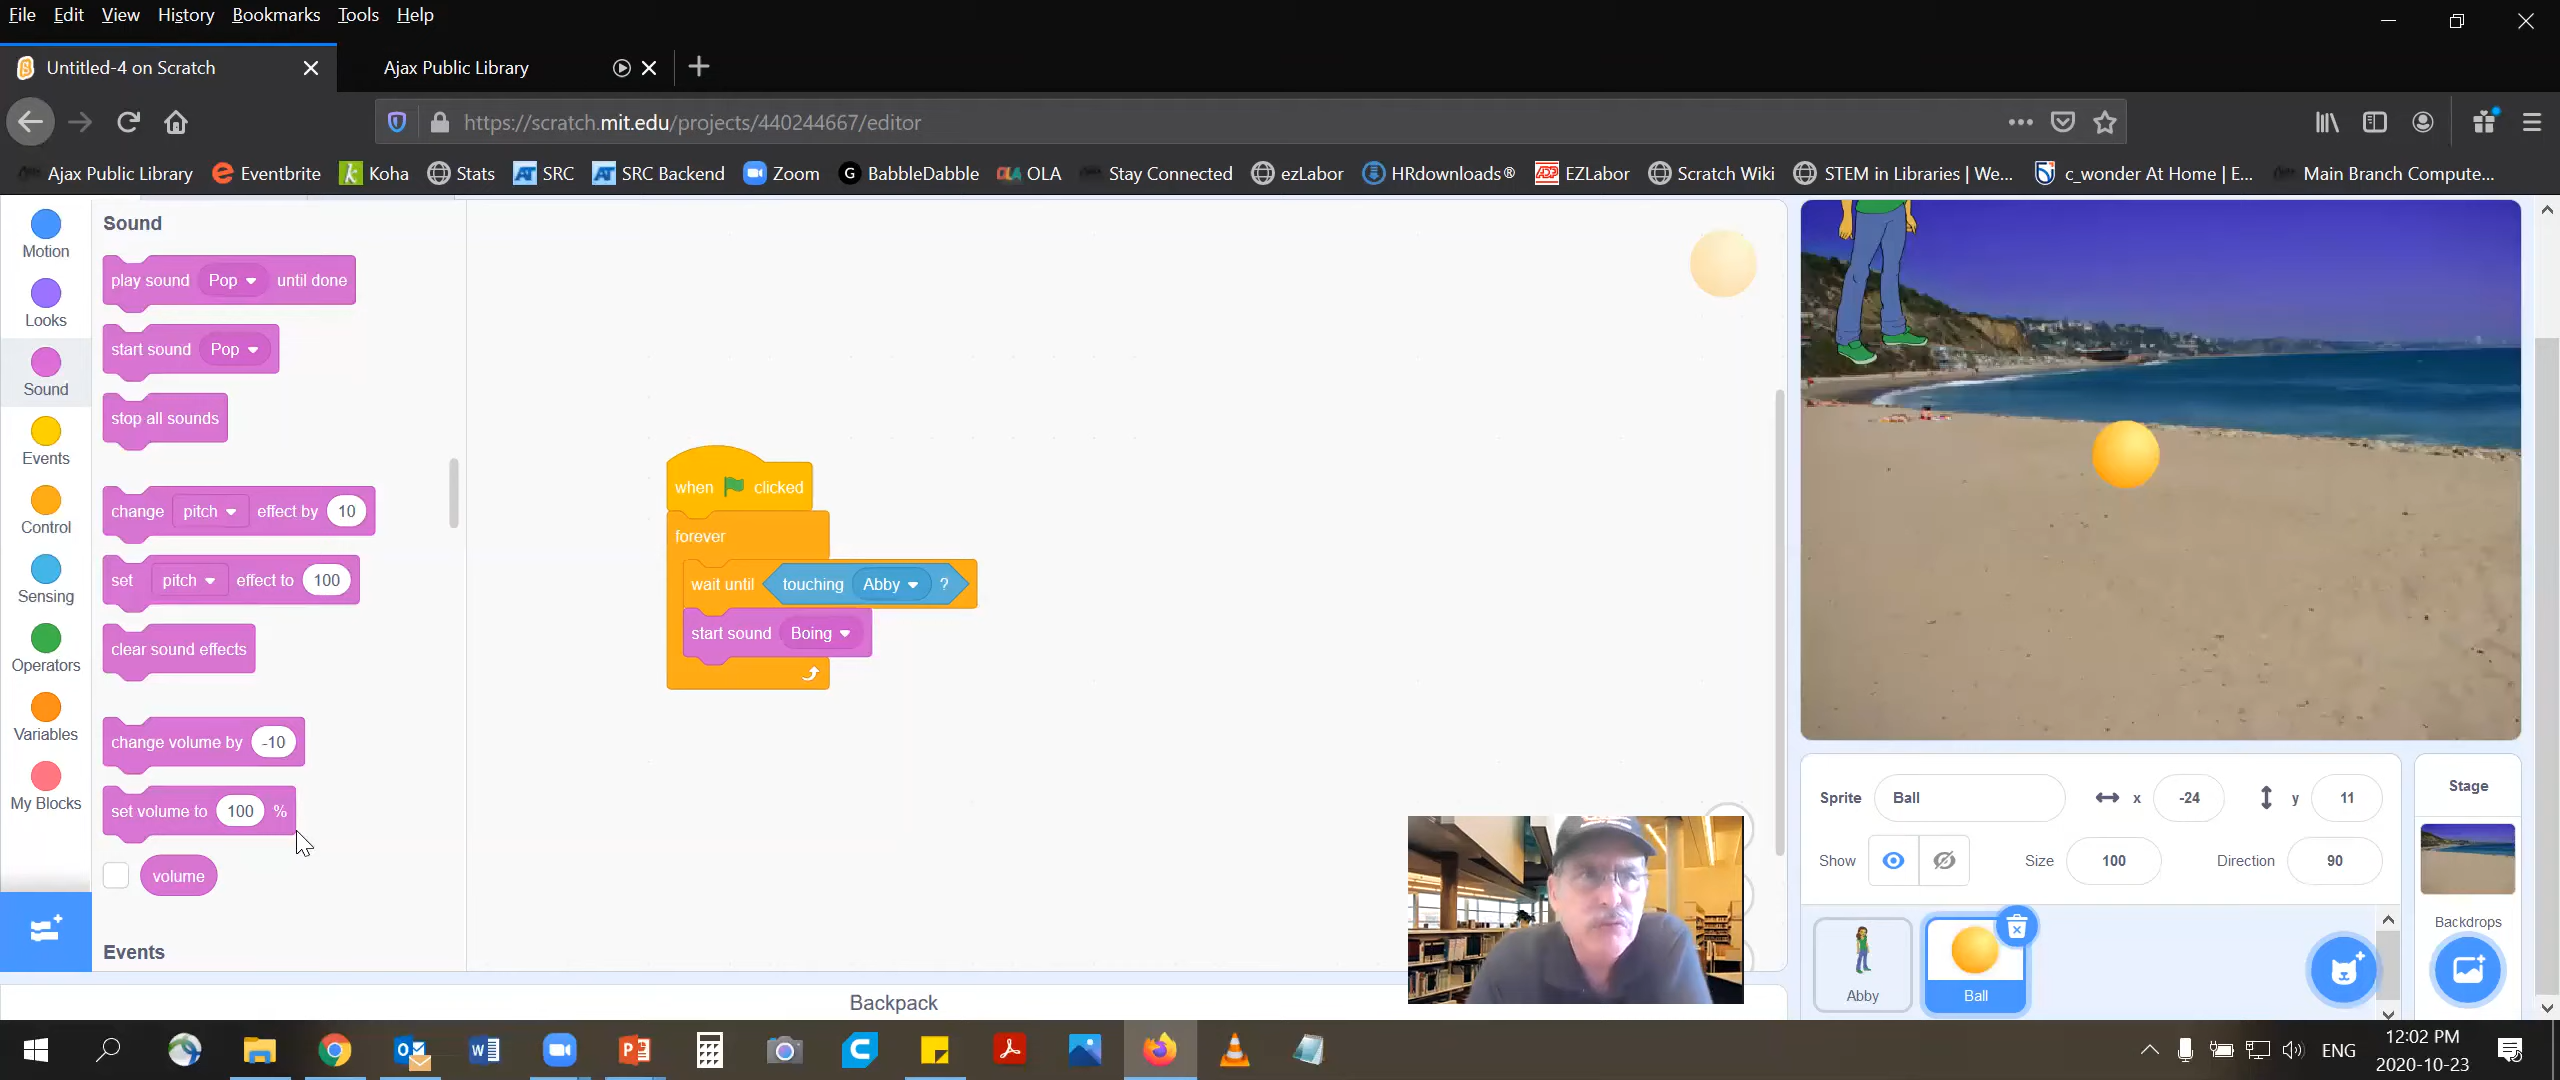 File Edit View History Bookmarks Tools Help
Untitled-4 on Scratch
Ajax Public Library
https://scratch.mit.edu/projects/440244667/editor
Ajax Public Library Eventbrite Koha Stats SRC SRC Backend Zoom BabbleDabble OLA Stay Connected ezLabor HRdownloads® EZLabor Scratch Wiki STEM in Libraries | We... c_wonder At Home | E... Main Branch Compute...
Motion
Looks
Sound
Events
Control
Sensing
Operators
Variables
My Blocks
Sound
play sound Pop until done
start sound Pop
stop all sounds
change pitch effect by 10
set pitch effect to 100
clear sound effects
change volume by -10
set volume to 100 %
volume
Events
when clicked
forever
wait until touching Abby ?
start sound Boing
Backpack
Sprite Ball x -24 y 11
Show Size 100 Direction 90
Abby
Ball
Stage
Backdrops
ENG
12:02 PM
2020-10-23